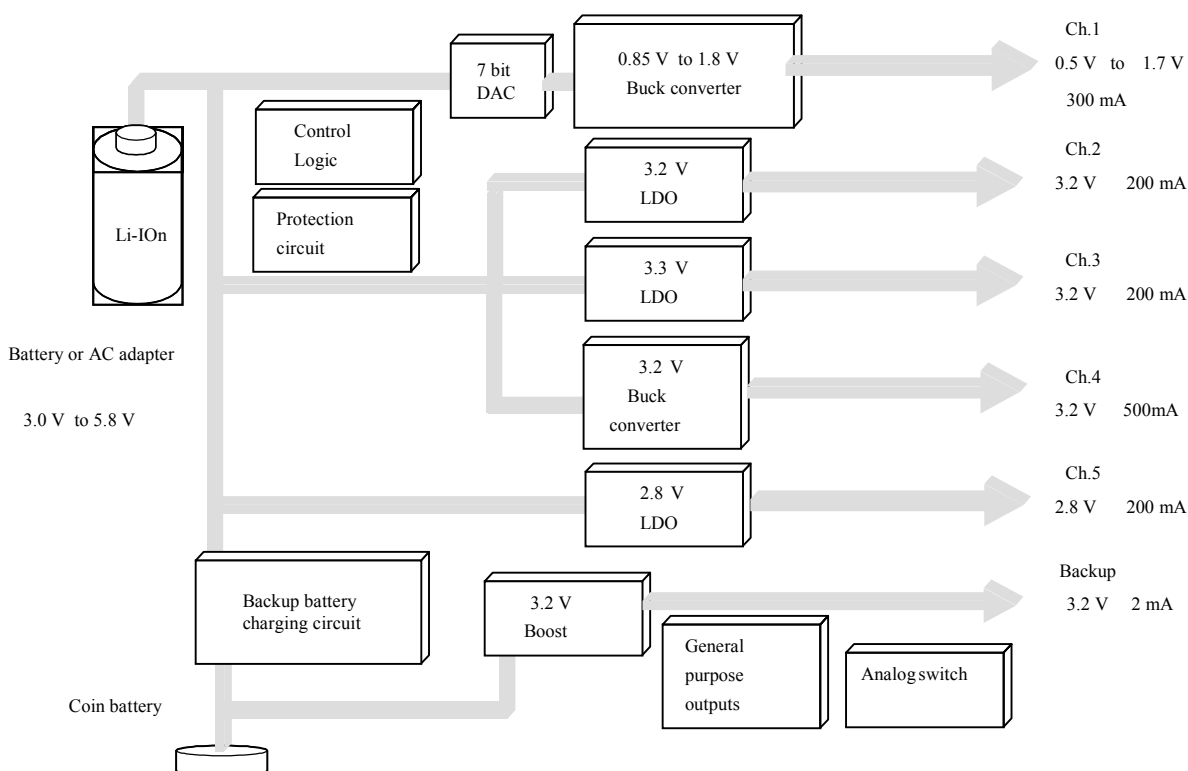 Ch.1
7 bit
DAC
0.85 V to 1.8 V
Buck converter
0.5 V to 1.7 V
300 mA
Control
Logic
Ch.2
3.2 V
LDO
3.2 V 200 mA
Protection
circuit
Li-IOn
Ch.3
3.3 V
LDO
3.2 V 200 mA
Battery or AC adapter
3.0 V to 5.8 V
3.2 V
Buck
converter
Ch.4
3.2 V 500mA
2.8 V
LDO
Ch.5
2.8 V 200 mA
Backup battery
charging circuit
3.2 V
Boost
Backup
3.2 V 2 mA
General
purpose
outputs
Analog switch
Coin battery